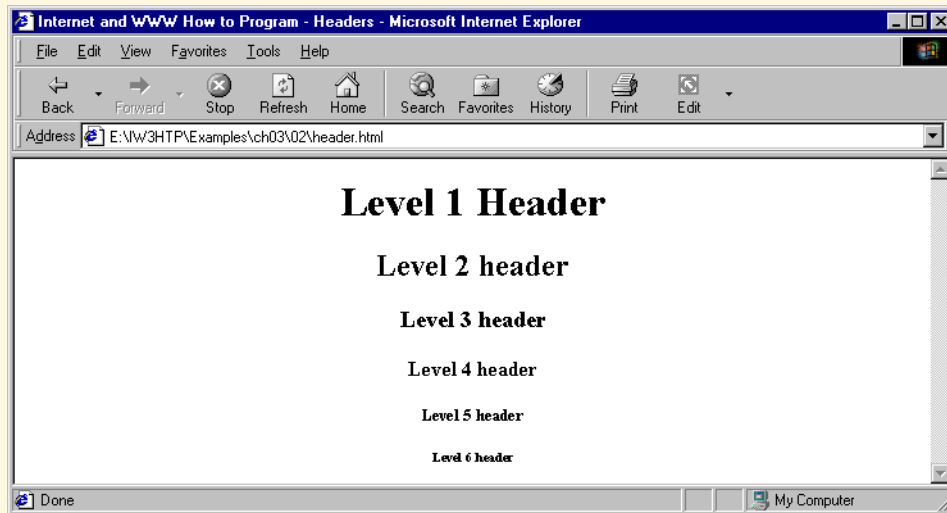 Internet and WWW How to Program - Headers - Microsoft Internet Explorer
File Edit View Favorites Tools Help
Back Forward Stop Refresh Home Search Favorites History Print Edit
Address E:\IW3HTP\Examples\ch03\02\header.html
Level 1 Header
Level 2 header
Level 3 header
Level 4 header
Level 5 header
Level 6 header
Done My Computer